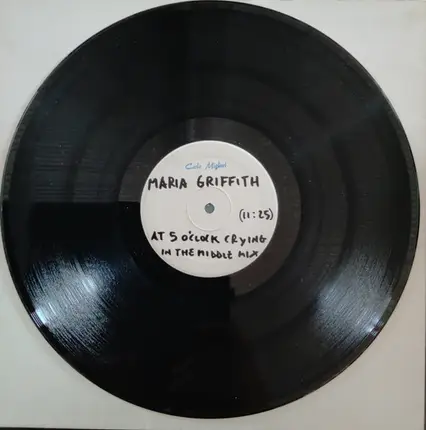 MARIA GRIFFITH
(11:25)
AT 5 O'CLOCK CRYING
IN THE MIDDLE MIX